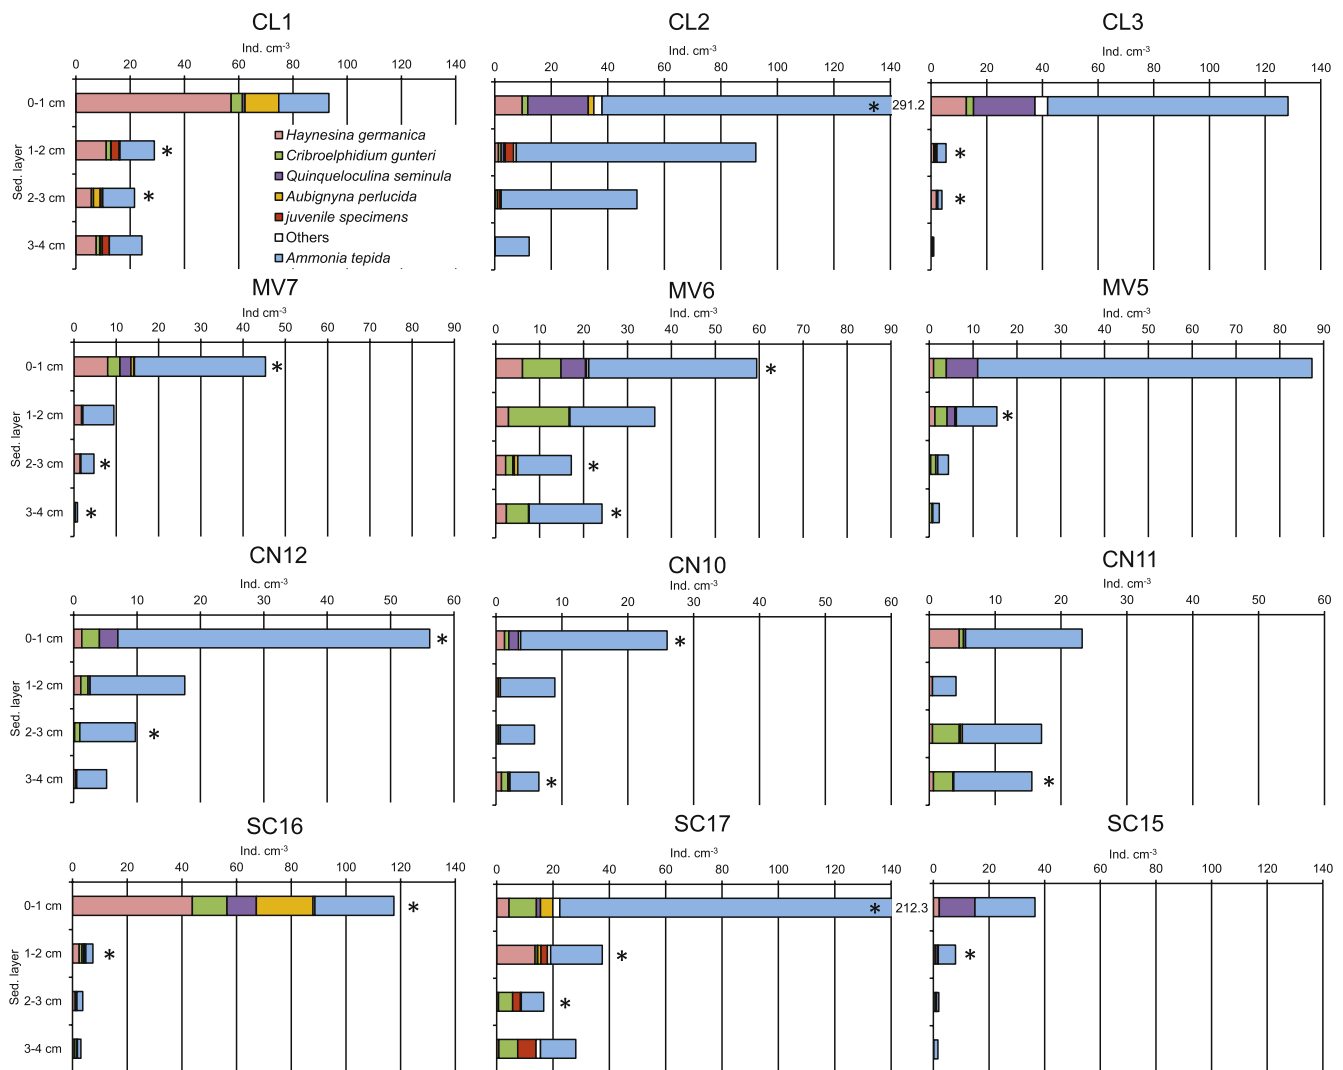 CL1
CL2
CL3
Ind. cm-3
Ind. cm-3
Ind. cm-3
0 20 40 60 80 100 120 140
0 20 40 60 80 100 120 140
0 20 40 60 80 100 120 140
Sed. layer
0-1 cm
1-2 cm
2-3 cm
3-4 cm
*
*
* 291.2
*
*
Haynesina germanica
Cribroelphidium gunteri
Quinqueloculina seminula
Aubignyna perlucida
juvenile specimens
Others
Ammonia tepida
MV7
MV6
MV5
Ind cm-3
Ind. cm-3
Ind. cm-3
0 10 20 30 40 50 60 70 80 90
0 10 20 30 40 50 60 70 80 90
0 10 20 30 40 50 60 70 80 90
Sed. layer
0-1 cm
1-2 cm
2-3 cm
3-4 cm
*
*
*
*
*
*
*
CN12
CN10
CN11
Ind. cm-3
Ind. cm-3
Ind. cm-3
0 10 20 30 40 50 60
0 10 20 30 40 50 60
0 10 20 30 40 50 60
Sed. layer
0-1 cm
1-2 cm
2-3 cm
3-4 cm
*
*
*
*
*
SC16
SC17
SC15
Ind. cm-3
Ind. cm-3
Ind. cm-3
0 20 40 60 80 100 120 140
0 20 40 60 80 100 120 140
0 20 40 60 80 100 120 140
Sed. layer
0-1 cm
1-2 cm
2-3 cm
3-4 cm
*
*
* 212.3
*
*
*